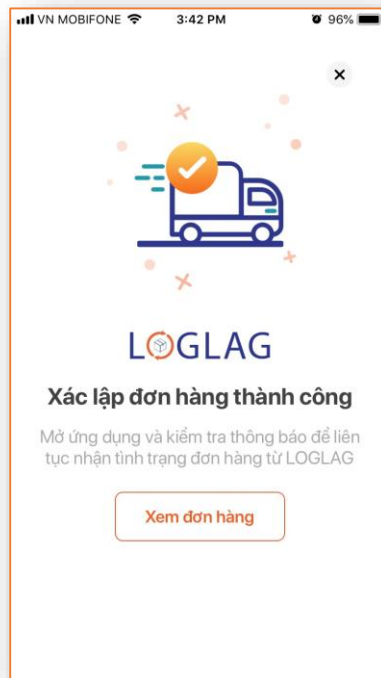 VN MOBIFONE 3:42 PM 96%
LOGLAG
Xác lập đơn hàng thành công
Mở ứng dụng và kiểm tra thông báo để liên
tục nhận tình trạng đơn hàng từ LOGLAG
Xem đơn hàng